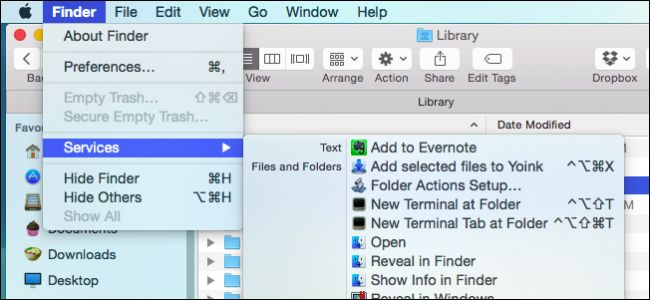 Finder File Edit View Go Window Help
About Finder
Preferences... ⌘,
Empty Trash... ⇧⌘⌫
Secure Empty Trash...
Services
Hide Finder ⌘H
Hide Others ⌥⌘H
Show All
Library
Ba View Arrange Action Share Edit Tags Dropbox
Library
Favo
Date Modified
Documents
Downloads
Desktop
Text Add to Evernote
Files and Folders Add selected files to Yoink ^⌥⌘X
Folder Actions Setup...
New Terminal at Folder ^⌥⇧T
New Terminal Tab at Folder ^⌥⇧⌘T
Open
Reveal in Finder
Show Info in Finder
Reveal in Windows